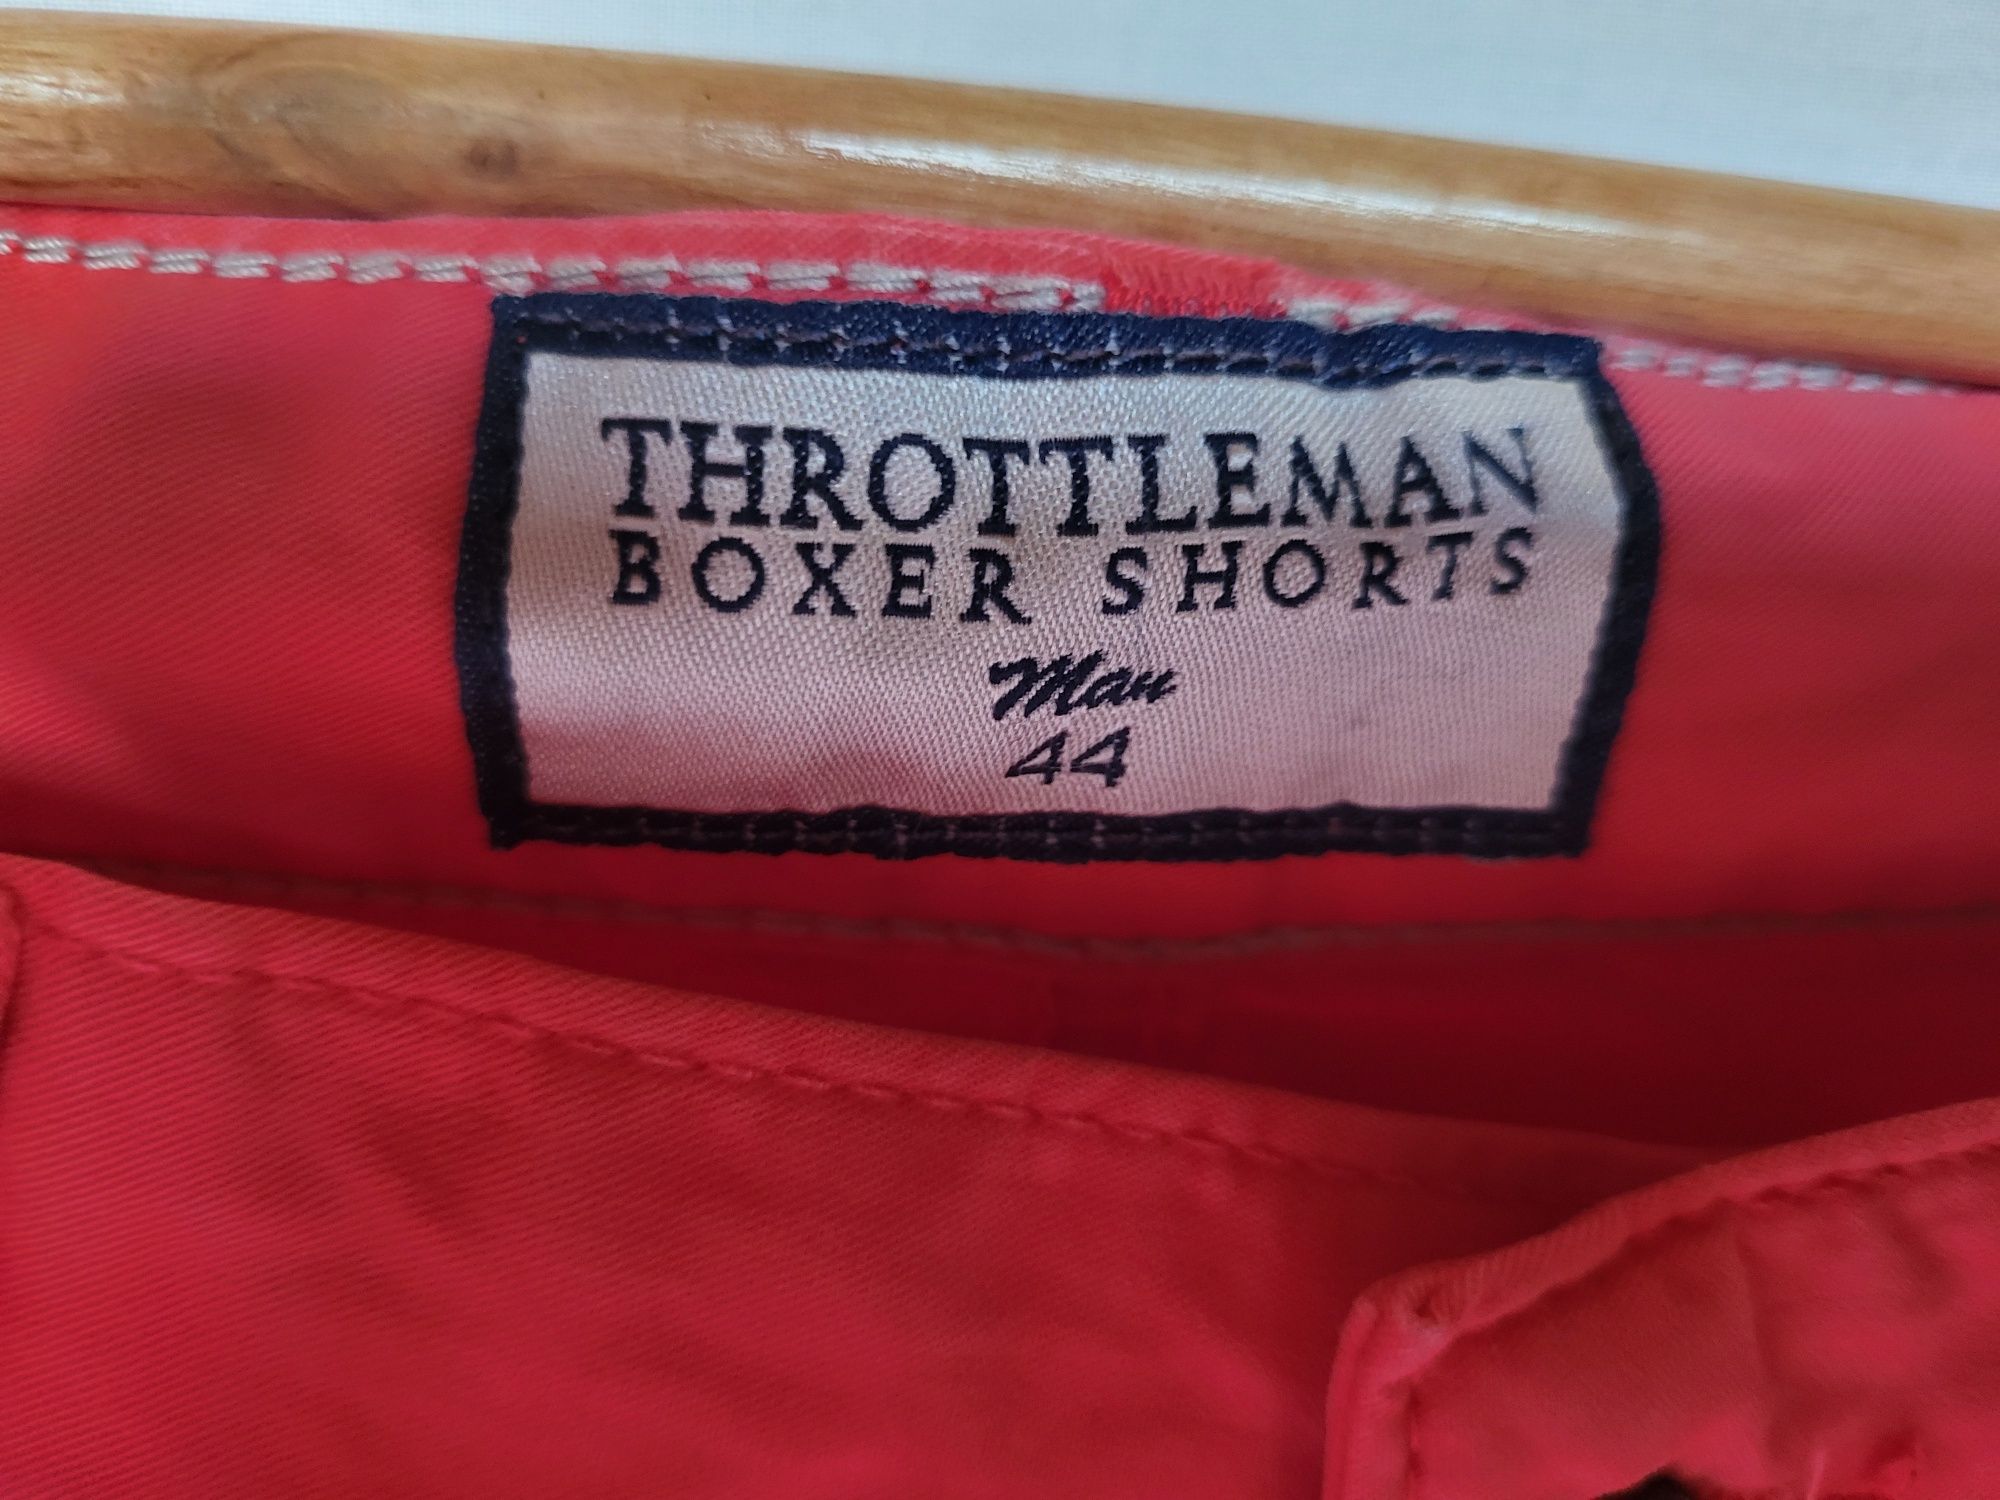 THROTTLEMAN
BOXER SHORTS
Man
44